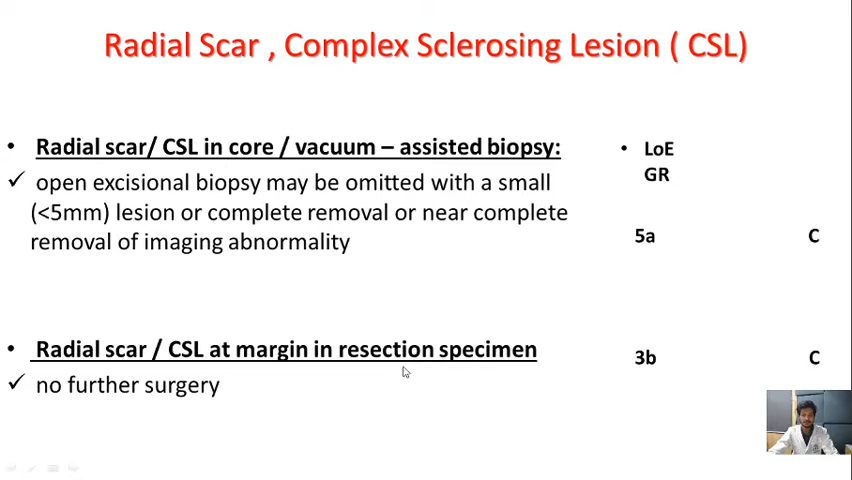 Radial Scar , Complex Sclerosing Lesion ( CSL)
• Radial scar/ CSL in core / vacuum – assisted biopsy:
• LoE
GR
✓ open excisional biopsy may be omitted with a small
(<5mm) lesion or complete removal or near complete
removal of imaging abnormality
5a C
• Radial scar / CSL at margin in resection specimen
3b C
✓ no further surgery